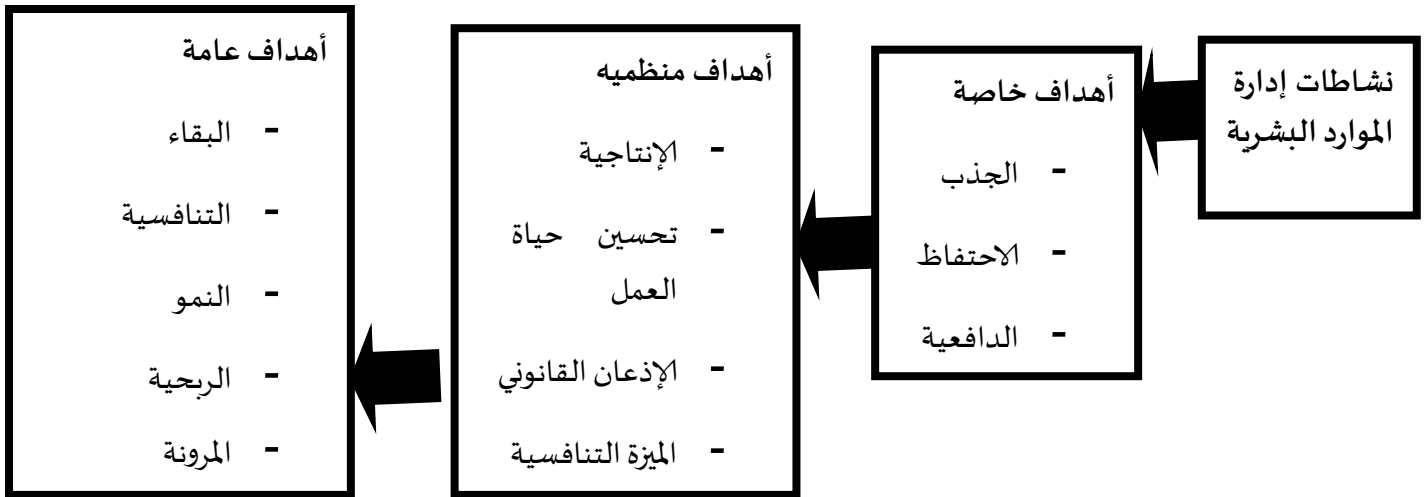 نشاطات إدارة
الموارد البشرية
أهداف خاصة
- الجذب
- الاحتفاظ
- الدافعية
أهداف منظميه
- الإنتاجية
- تحسين حياة
العمل
- الإذعان القانوني
- الميزة التنافسية
أهداف عامة
- البقاء
- التنافسية
- النمو
- الربحية
- المرونة